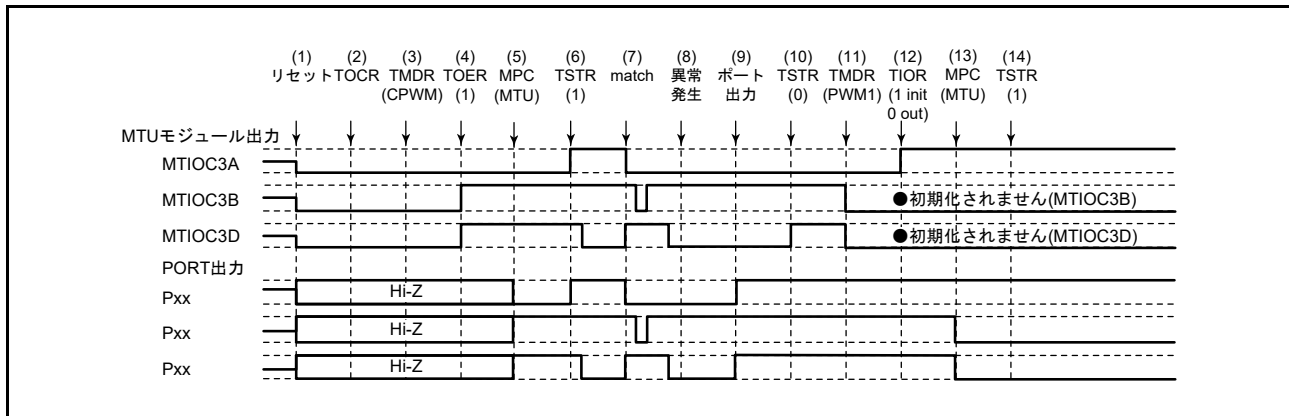 (1) (2) (3) (4) (5) (6) (7) (8) (9) (10) (11) (12) (13) (14)
リセット TOCR TMDR TOER MPC TSTR match 異常 ポート TSTR TMDR TIOR MPC TSTR
(CPWM) (1) (MTU) (1) 発生 出力 (0) (PWM1) (1 init (MTU) (1)
0 out)
MTUモジュール出力
MTIOC3A
MTIOC3B ●初期化されません(MTIOC3B)
MTIOC3D ●初期化されません(MTIOC3D)
PORT出力
Pxx Hi-Z
Pxx Hi-Z
Pxx Hi-Z